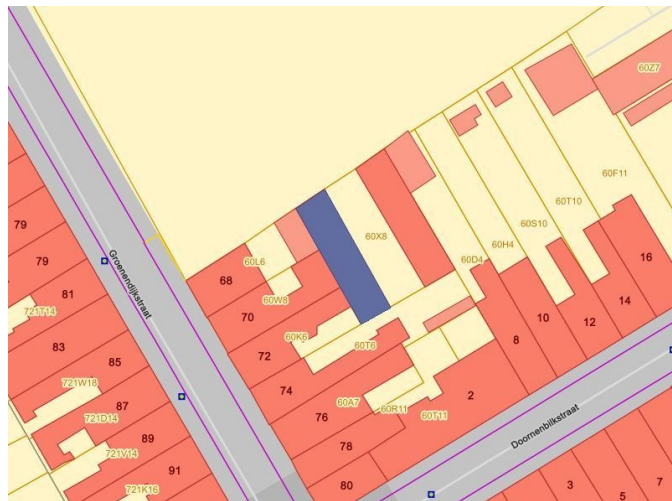 60Z7
79
60F11
60T10
60X8
60S10
79
60H4
Groenendijkstraat
60L6
60D4
68
16
81
60W8
721T14
70
14
10
60K6
12
83
72
60T6
8
85
721W18
74
2
87
60A7
60R11
721D14
76
60T11
Doornenbilkstraat
89
78
721V14
91
80
3
7
721K16
5